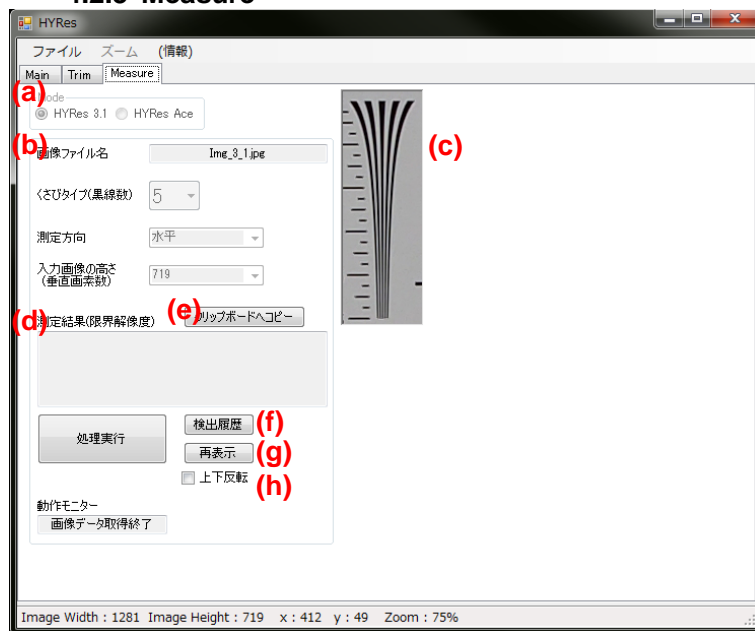 4.2.3 Measure
HYRes
ファイル ズーム (情報)
Main Trim Measure
(a)
Mode
HYRes 3.1 HYRes Ace
(b)
画像ファイル名 Img_3_1.jpg
(c)
くさびタイプ(黒線数) 5
測定方向 水平
入力画像の高さ
(垂直画素数) 719
(d) (e)
測定結果(限界解像度) クリップボードへコピー
処理実行
検出履歴 (f)
再表示 (g)
上下反転 (h)
動作モニター
画像データ取得終了
Image Width : 1281 Image Height : 719 x : 412 y : 49 Zoom : 75%